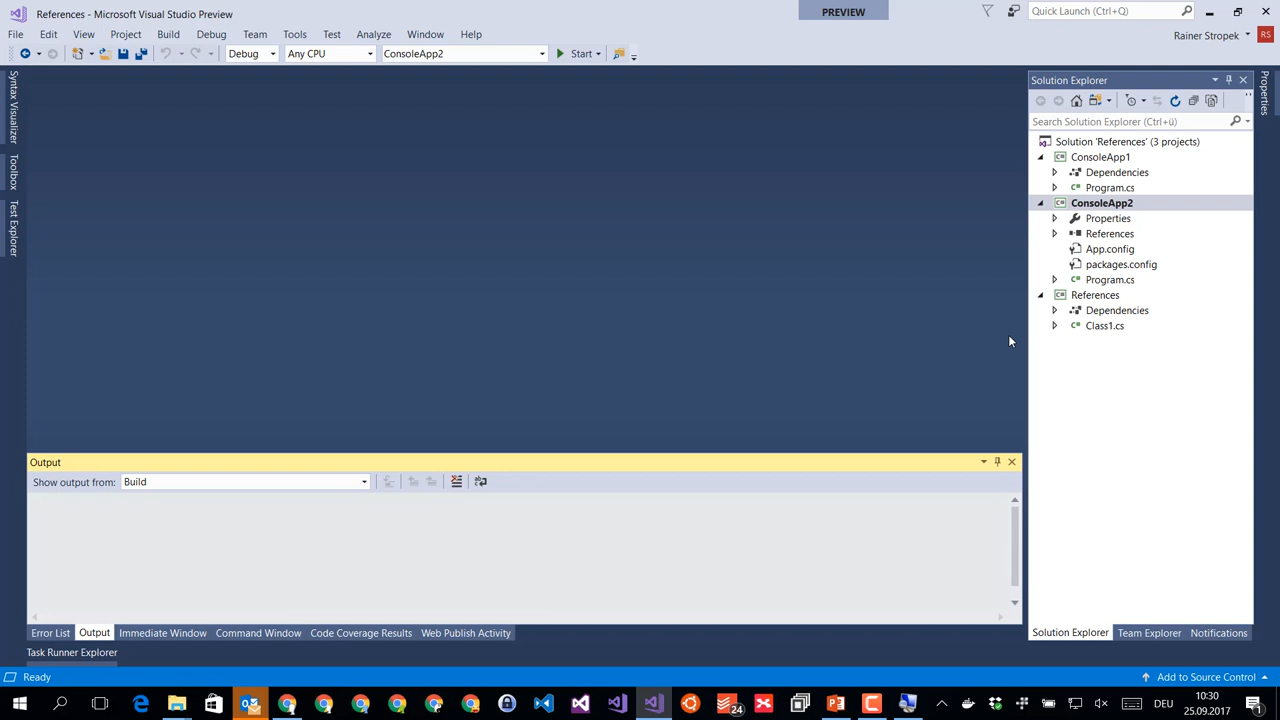 References - Microsoft Visual Studio Preview
PREVIEW
Quick Launch (Ctrl+Q)
File Edit View Project Build Debug Team Tools Test Analyze Window Help
Rainer Stropek
RS
Debug
Any CPU
ConsoleApp2
Start
Syntax Visualizer
Toolbox
Test Explorer
Solution Explorer
Search Solution Explorer (Ctrl+ü)
Solution 'References' (3 projects)
ConsoleApp1
Dependencies
C# Program.cs
ConsoleApp2
Properties
References
App.config
packages.config
C# Program.cs
References
Dependencies
C# Class1.cs
Properties
Output
Show output from: Build
Error List Output Immediate Window Command Window Code Coverage Results Web Publish Activity
Solution Explorer Team Explorer Notifications
Task Runner Explorer
Ready
Add to Source Control
24
DEU
10:30
25.09.2017
1